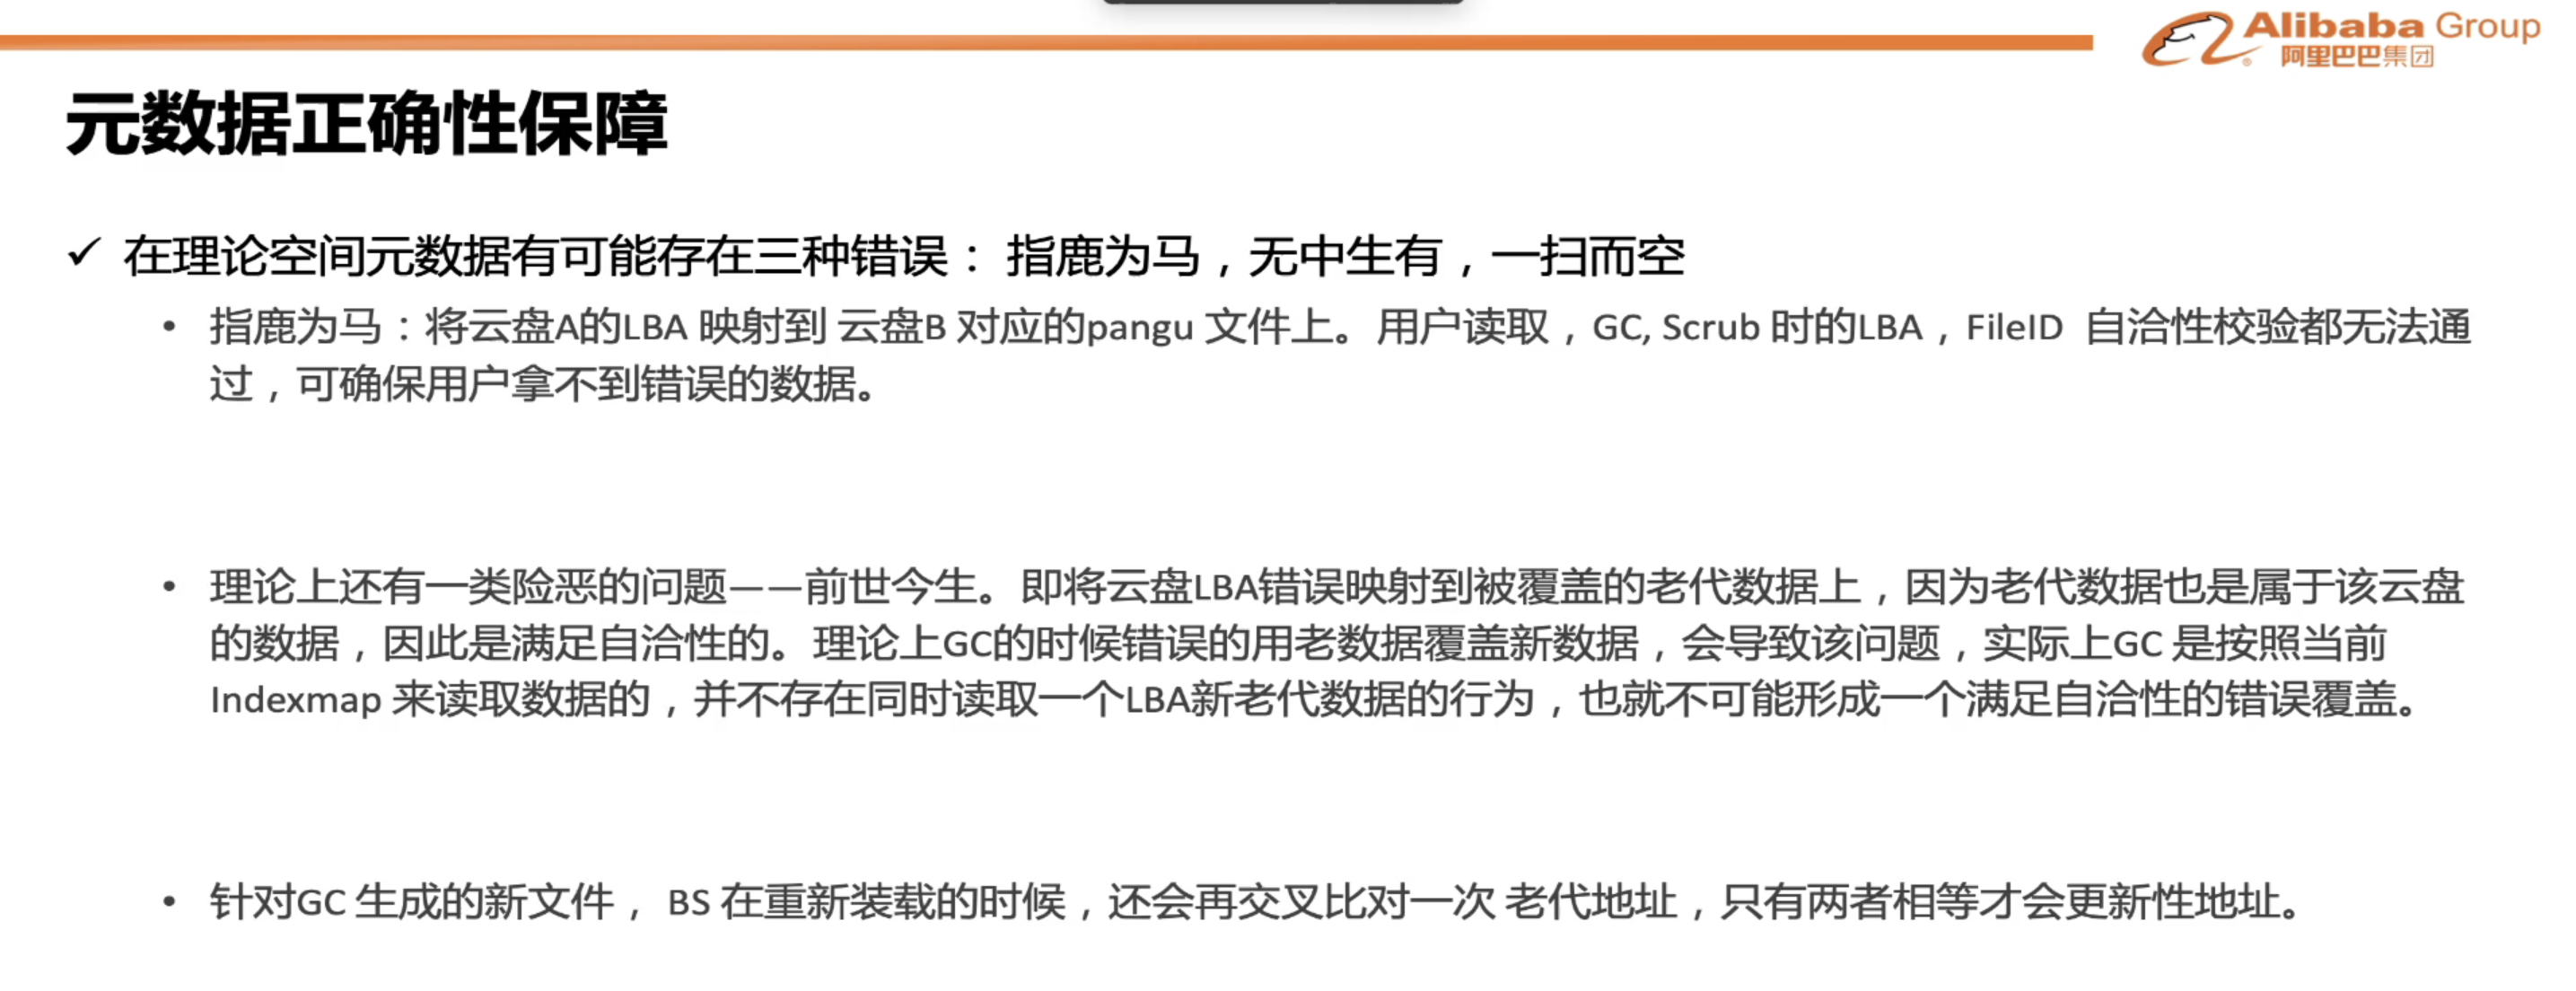 Alibaba Group
阿里巴巴集团
元数据正确性保障
✓ 在理论空间元数据有可能存在三种错误： 指鹿为马，无中生有，一扫而空
• 指鹿为马：将云盘A的LBA 映射到 云盘B 对应的pangu 文件上。用户读取，GC, Scrub 时的LBA，FileID 自洽性校验都无法通
过，可确保用户拿不到错误的数据。
• 理论上还有一类险恶的问题——前世今生。即将云盘LBA错误映射到被覆盖的老代数据上，因为老代数据也是属于该云盘
的数据，因此是满足自洽性的。理论上GC的时候错误的用老数据覆盖新数据，会导致该问题，实际上GC 是按照当前
Indexmap 来读取数据的，并不存在同时读取一个LBA新老代数据的行为，也就不可能形成一个满足自洽性的错误覆盖。
• 针对GC 生成的新文件， BS 在重新装载的时候，还会再交叉比对一次 老代地址，只有两者相等才会更新性地址。